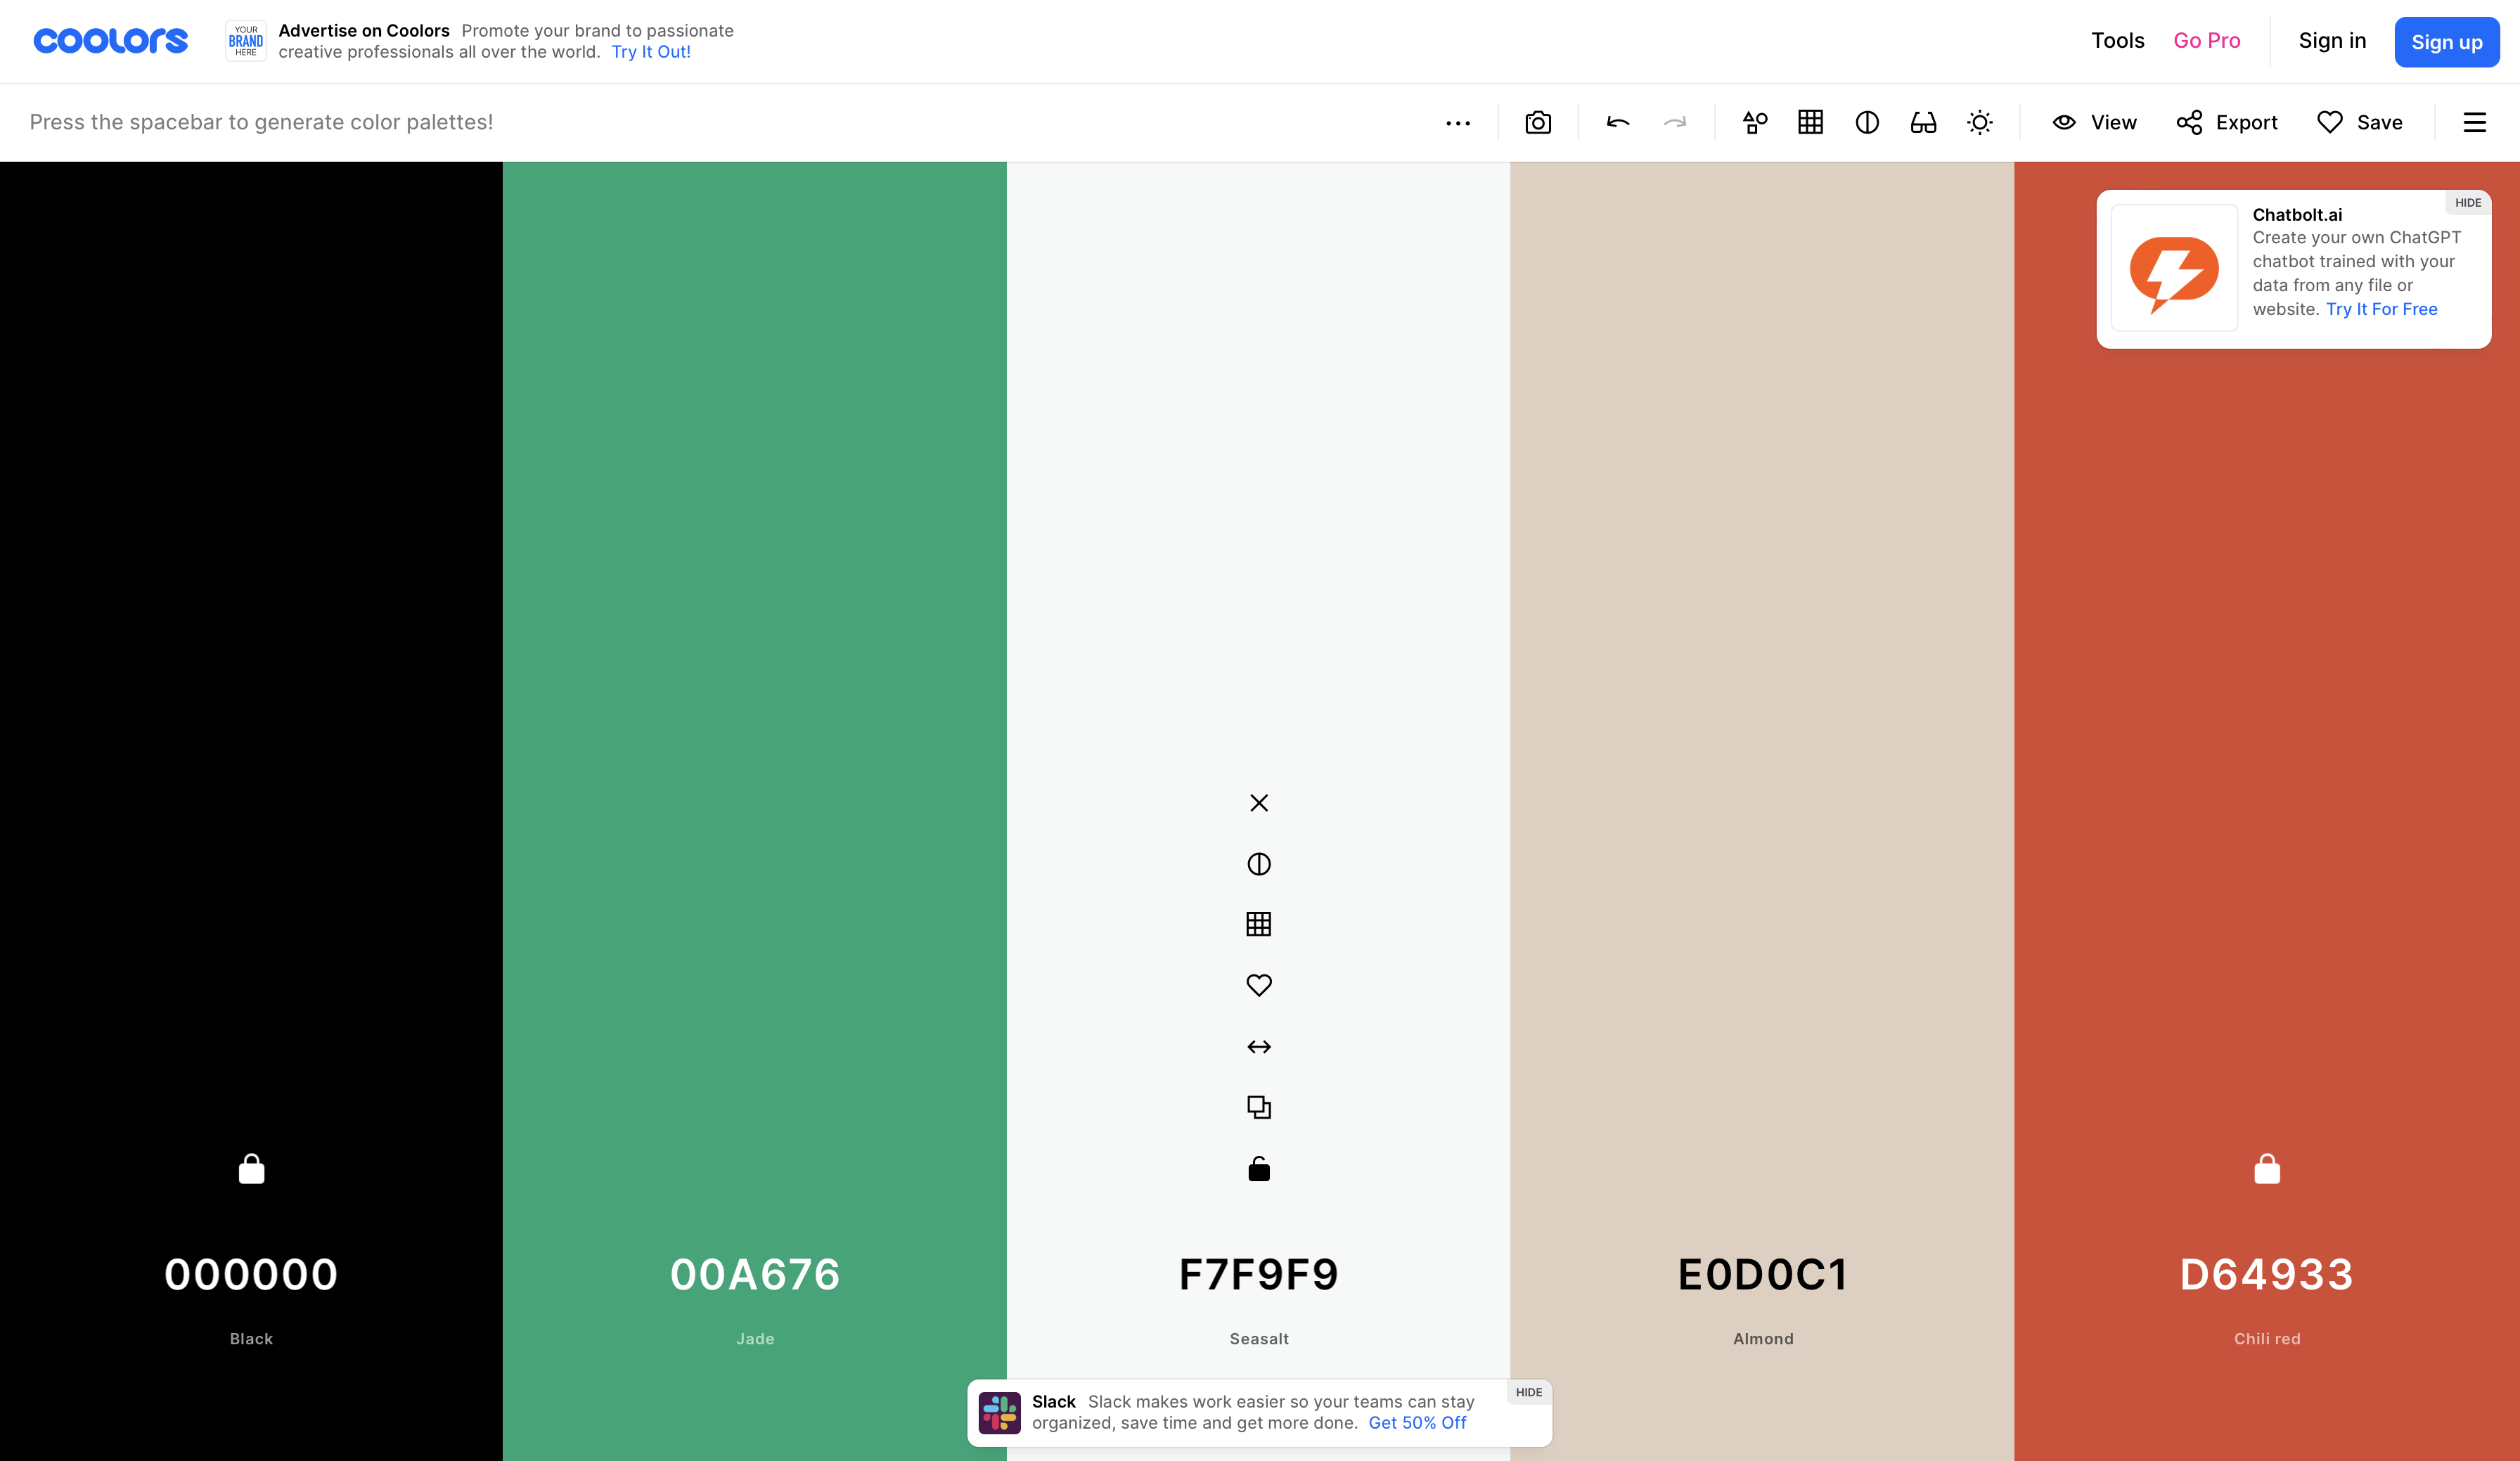 coolors
YOUR
BRAND
HERE
Advertise on Coolors Promote your brand to passionate
creative professionals all over the world. Try It Out!
Tools
Go Pro
Sign in
Sign up
Press the spacebar to generate color palettes!
View
Export
Save
HIDE
Chatbolt.ai
Create your own ChatGPT
chatbot trained with your
data from any file or
website. Try It For Free
000000
Black
00A676
Jade
F7F9F9
Seasalt
E0D0C1
Almond
D64933
Chili red
HIDE
Slack Slack makes work easier so your teams can stay
organized, save time and get more done. Get 50% Off